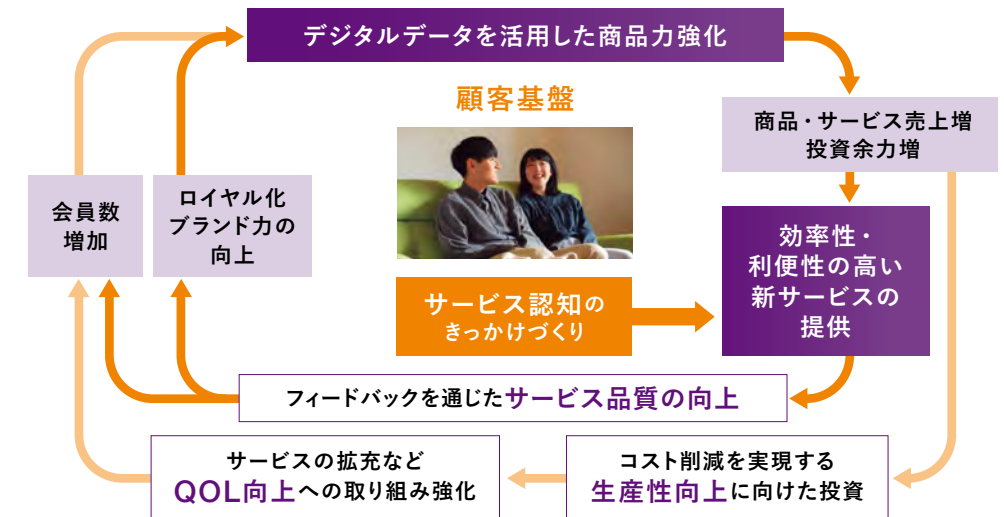 デジタルデータを活用した商品力強化
顧客基盤
商品・サービス売上増
投資余力増
会員数
増加
ロイヤル化
ブランド力の
向上
効率性・
利便性の高い
新サービスの
提供
サービス認知の
きっかけづくり
フィードバックを通じたサービス品質の向上
サービスの拡充など
QOL向上への取り組み強化
コスト削減を実現する
生産性向上に向けた投資